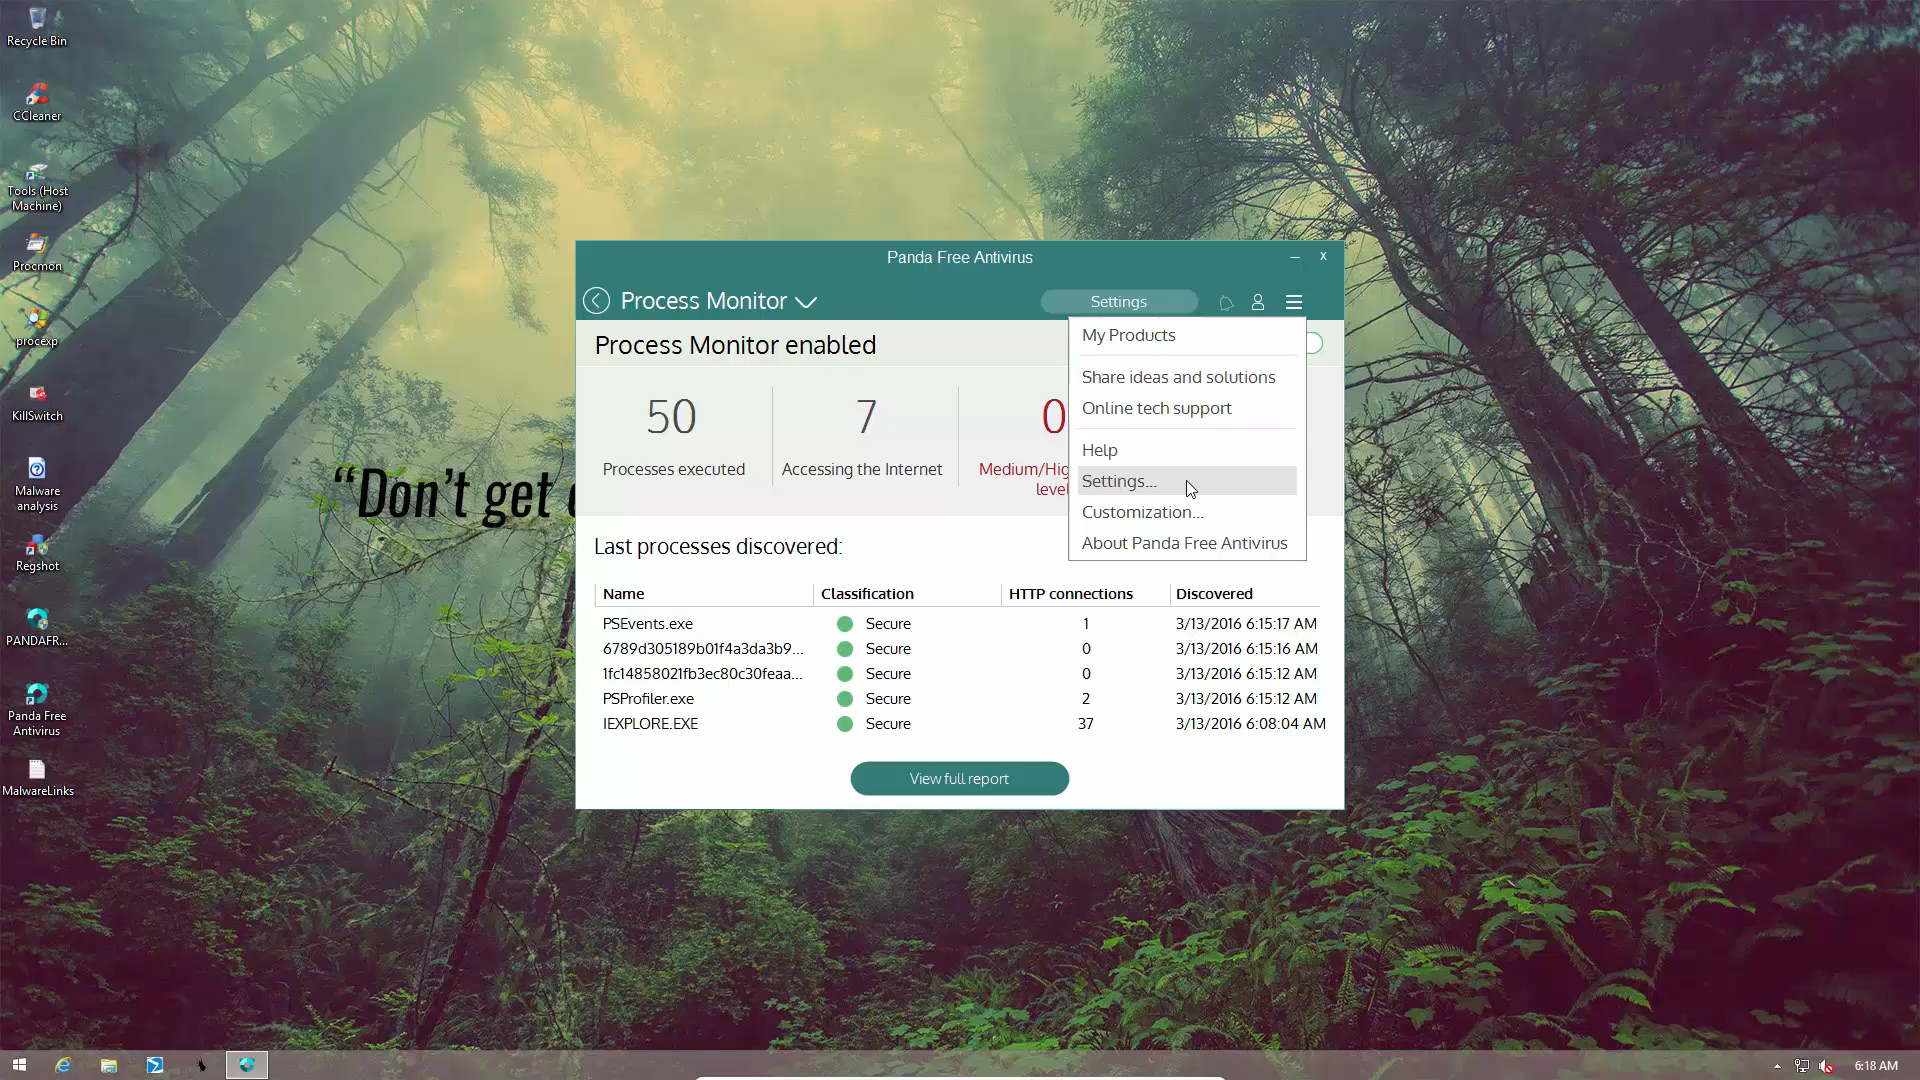 Recycle Bin
CCleaner
Tools (Host
Machine)
Procmon
procexp
KillSwitch
Malware
analysis
Regshot
PANDAFR...
Panda Free
Antivirus
MalwareLinks
“Don’t get
Panda Free Antivirus
Process Monitor
Settings
Process Monitor enabled
My Products
Share ideas and solutions
Online tech support
Help
Settings...
Customization...
About Panda Free Antivirus
50
7
0
Processes executed
Accessing the Internet
Medium/Hig
level
Last processes discovered:
Name Classification HTTP connections Discovered
PSEvents.exe Secure 1 3/13/2016 6:15:17 AM
6789d305189b01f4a3da3b9... Secure 0 3/13/2016 6:15:16 AM
1fc14858021fb3ec80c30feaa... Secure 0 3/13/2016 6:15:12 AM
PSProfiler.exe Secure 2 3/13/2016 6:15:12 AM
IEXPLORE.EXE Secure 37 3/13/2016 6:08:04 AM
View full report
6:18 AM